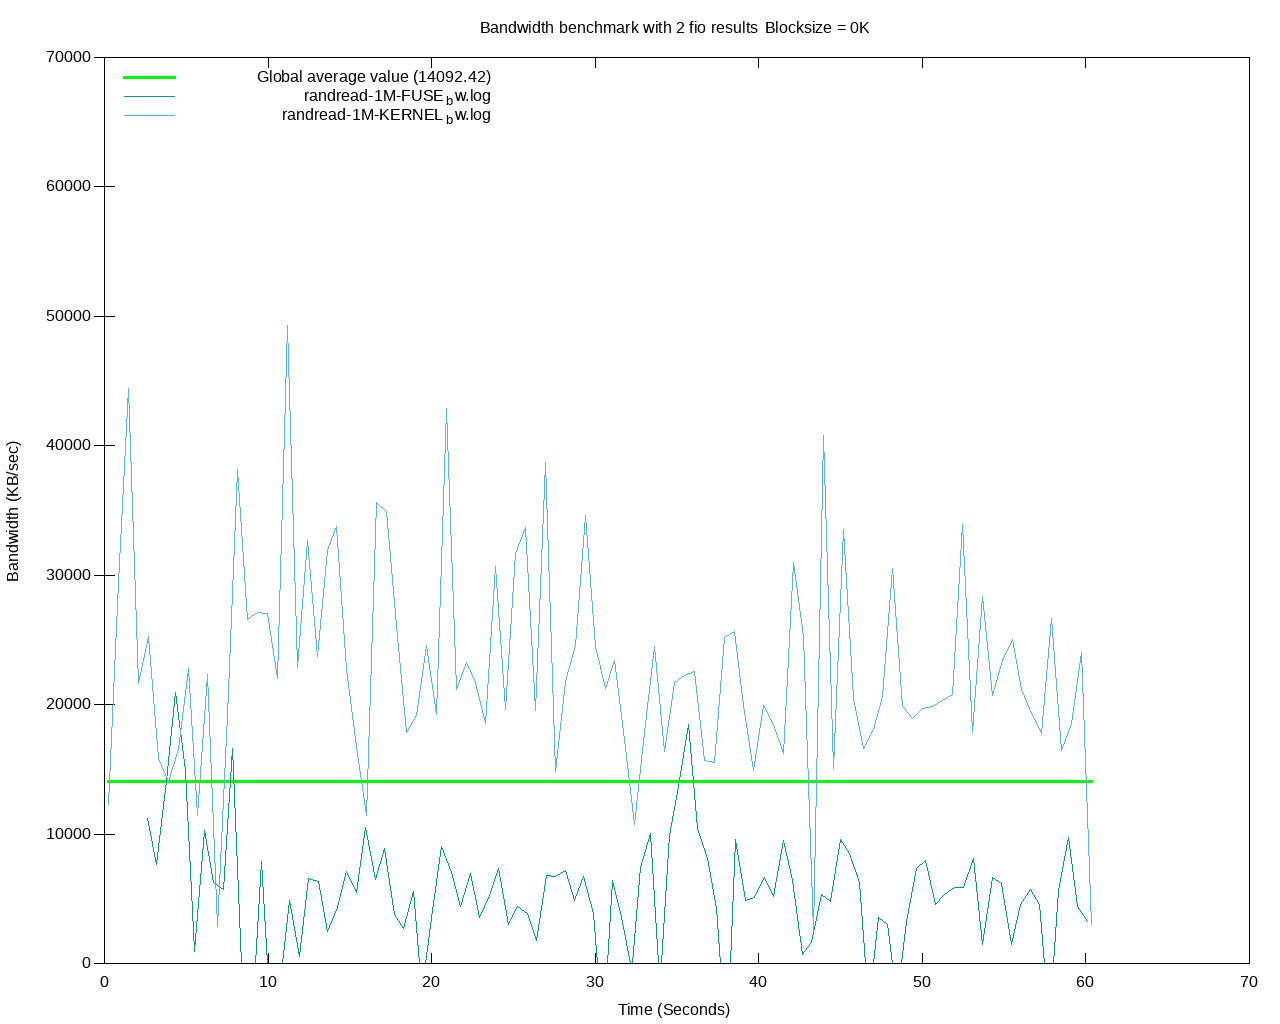 Bandwidth benchmark with 2 fio results Blocksize = 0K
70000
60000
50000
40000
30000
20000
10000
0
Bandwidth (KB/sec)
Global average value (14092.42)
randread-1M-FUSEbw.log
randread-1M-KERNELbw.log
0 10 20 30 40 50 60 70
Time (Seconds)